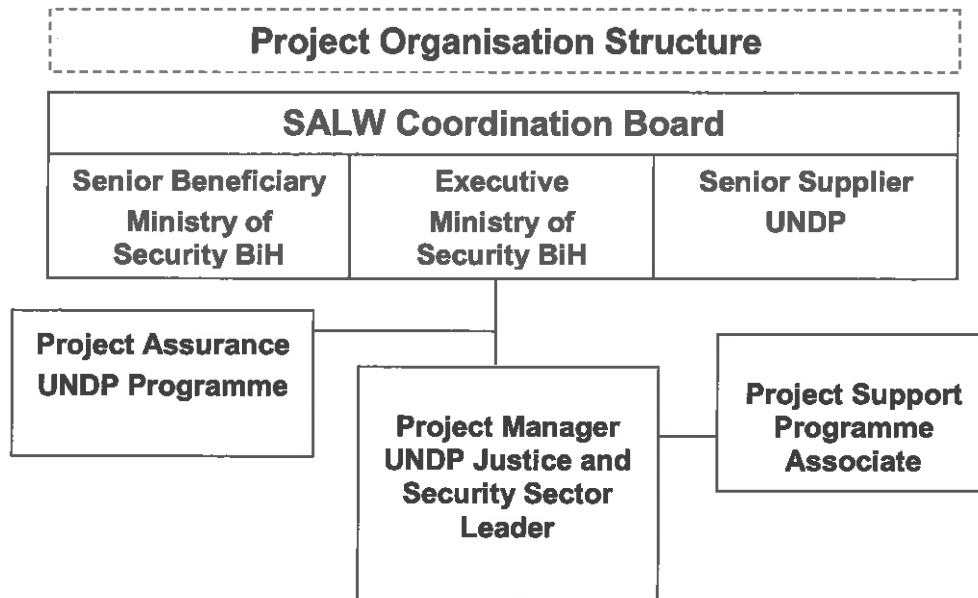 Project Organisation Structure
SALW Coordination Board
Senior Beneficiary
Ministry of
Security BiH
Executive
Ministry of
Security BiH
Senior Supplier
UNDP
Project Assurance
UNDP Programme
Project Manager
UNDP Justice and
Security Sector
Leader
Project Support
Programme
Associate